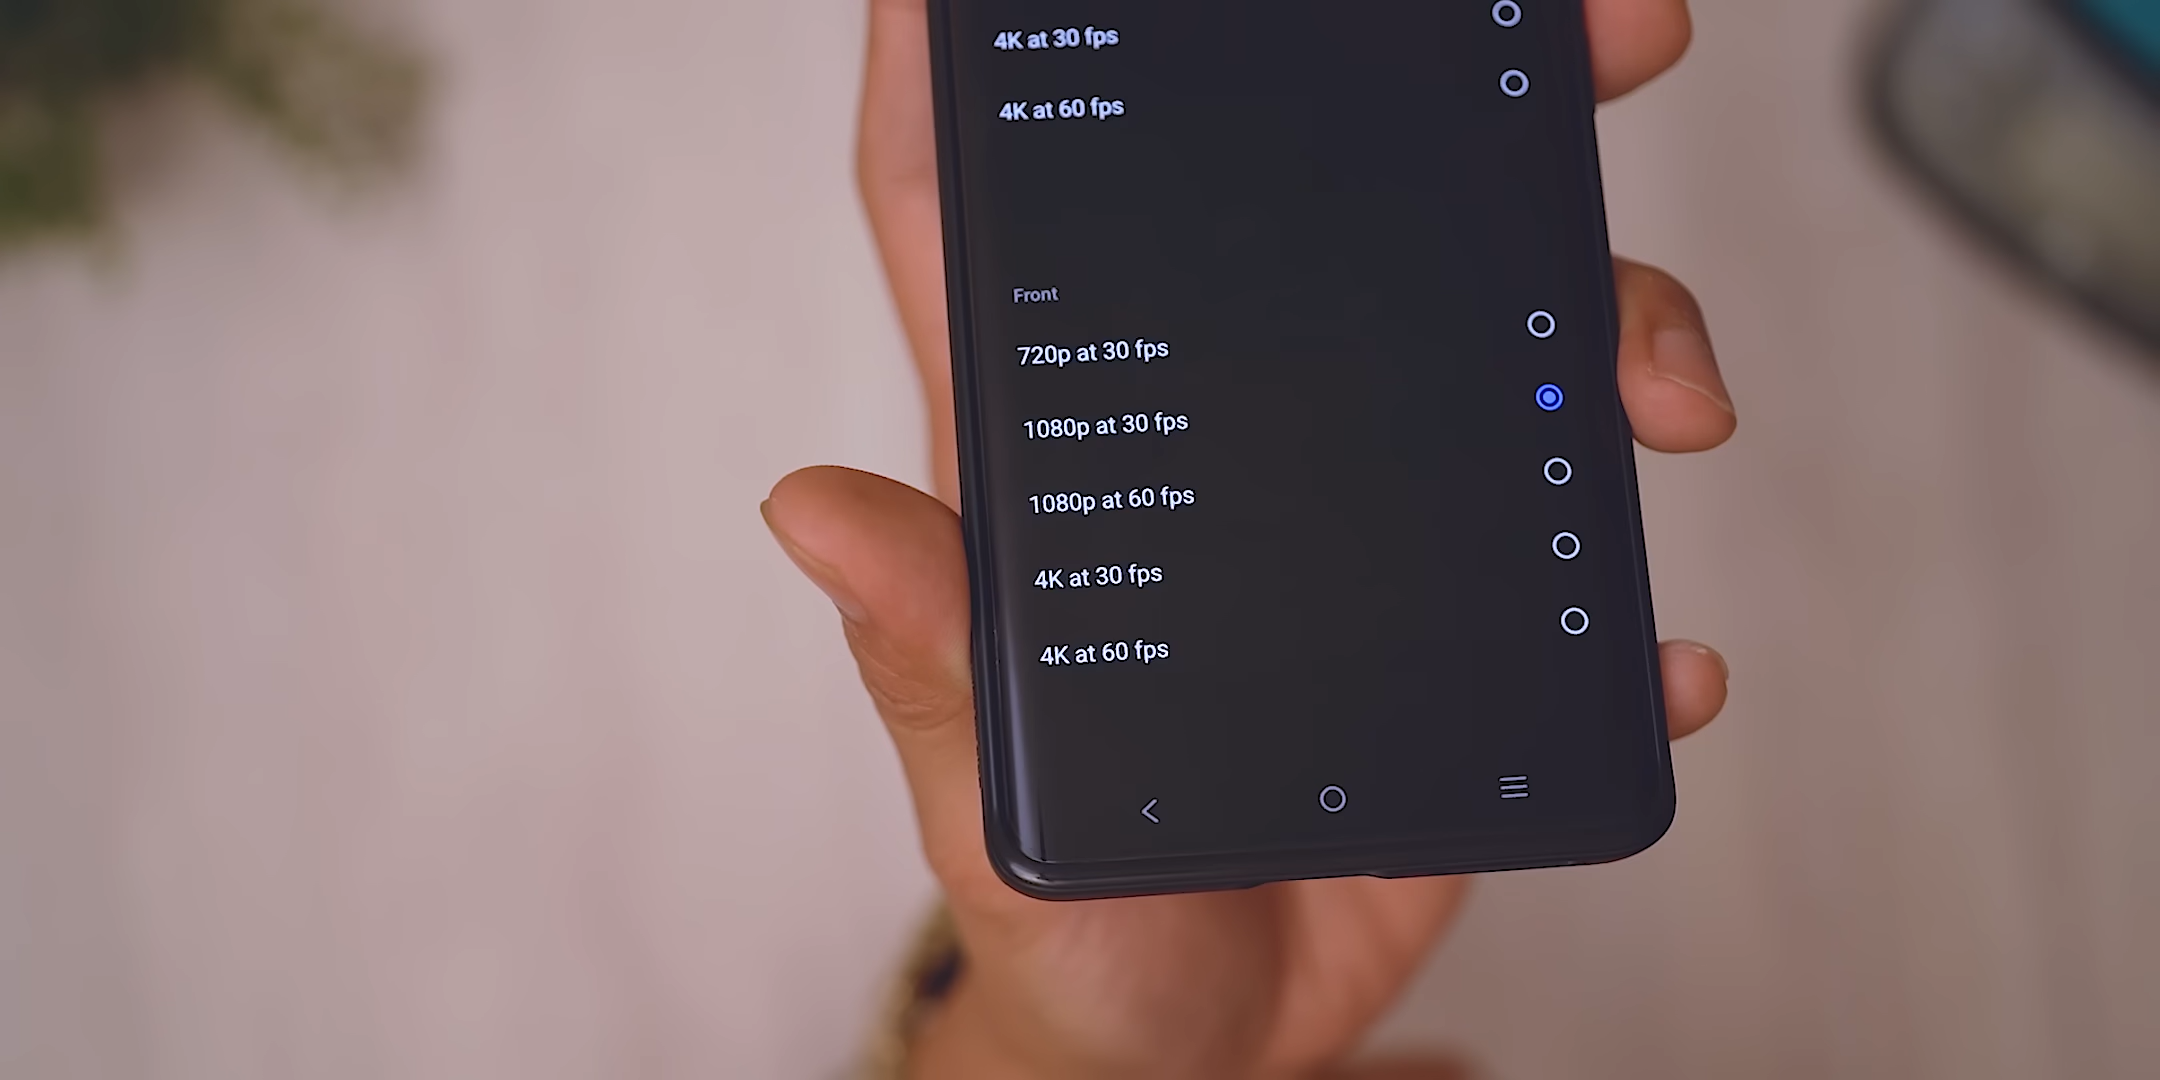 4K at 30 fps
4K at 60 fps
Front
720p at 30 fps
1080p at 30 fps
1080p at 60 fps
4K at 30 fps
4K at 60 fps